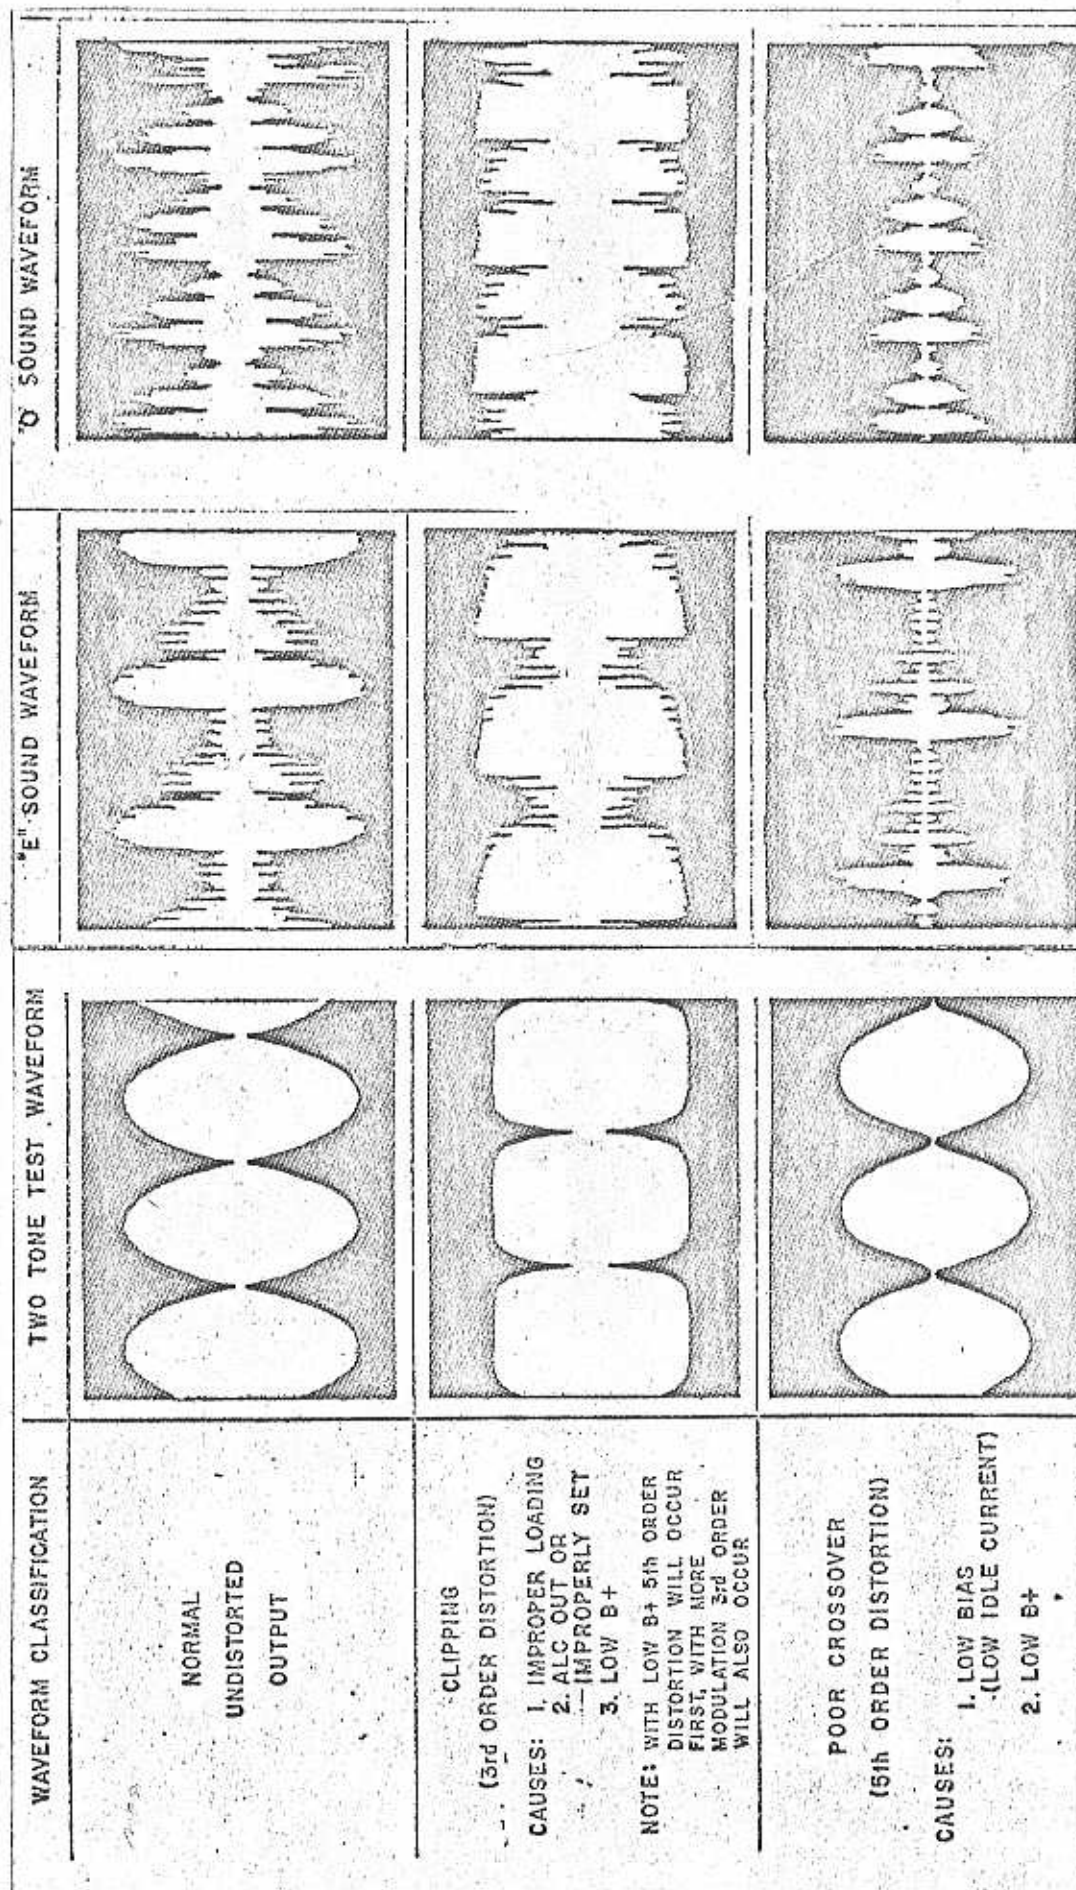 WAVEFORM CLASSIFICATION
TWO TONE TEST WAVEFORM
"E" SOUND WAVEFORM
"O" SOUND WAVEFORM
NORMAL
UNDISTORTED
OUTPUT
CLIPPING
(3rd ORDER DISTORTION)
CAUSES: 1. IMPROPER LOADING
2. ALC OUT OR
IMPROPERLY SET
3. LOW B+
NOTE: WITH LOW B+ 5th ORDER
DISTORTION WILL OCCUR
FIRST, WITH MORE
MODULATION 3rd ORDER
WILL ALSO OCCUR
POOR CROSSOVER
(5th ORDER DISTORTION)
CAUSES:
1. LOW BIAS
(LOW IDLE CURRENT)
2. LOW B+